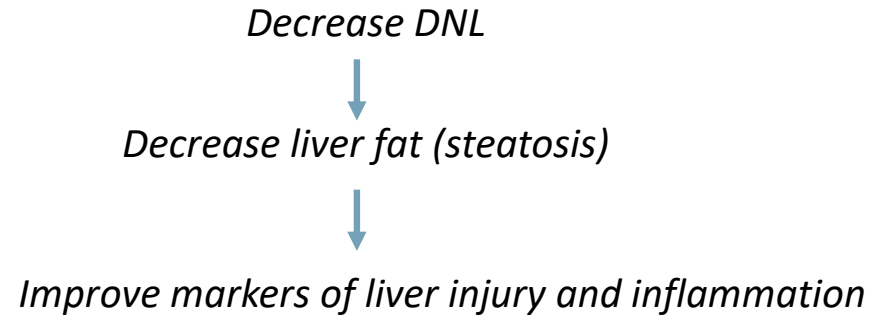 Decrease DNL
Decrease liver fat (steatosis)
Improve markers of liver injury and inflammation